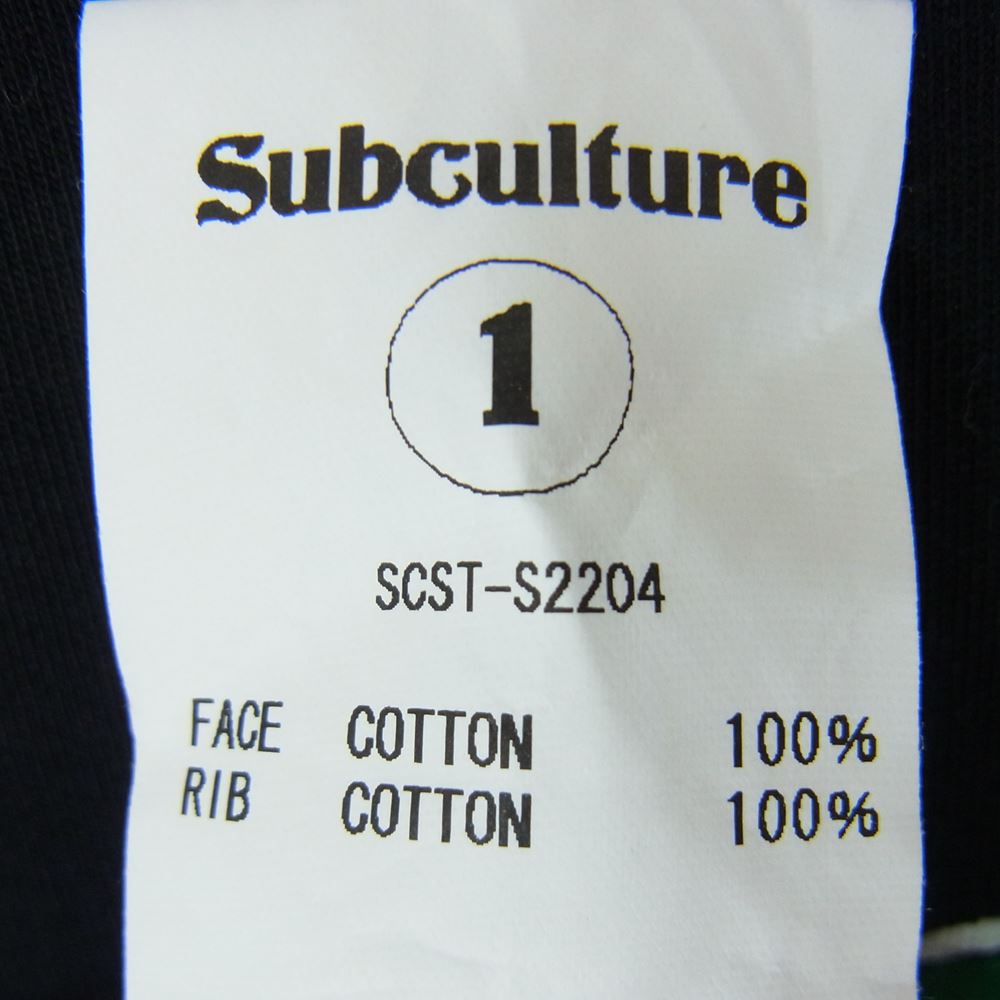 Subculture
1
SCST-S2204
FACE COTTON 100%
RIB COTTON 100%